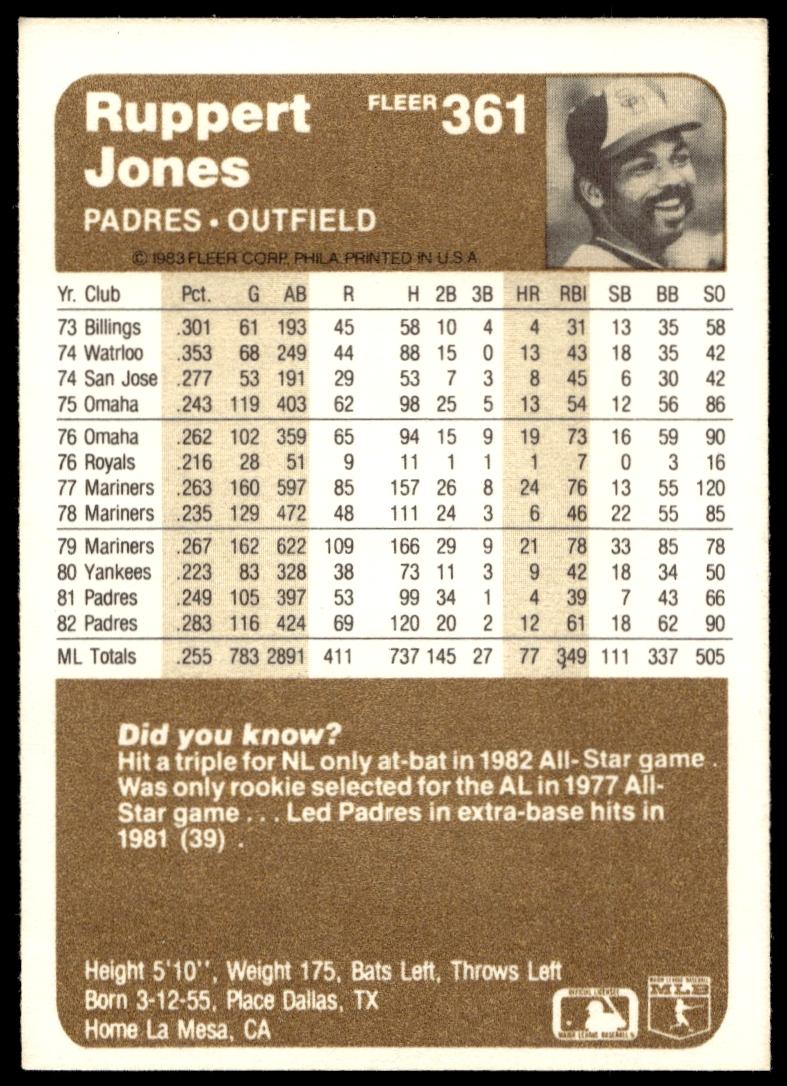 Ruppert
Jones
FLEER 361
PADRES • OUTFIELD
© 1983 FLEER CORP. PHILA. PRINTED IN U.S.A.
Yr. Club Pct. G AB R H 2B 3B HR RBI SB BB SO
73 Billings .301 61 193 45 58 10 4 4 31 13 35 58
74 Watrloo .353 68 249 44 88 15 0 13 43 18 35 42
74 San Jose .277 53 191 29 53 7 3 8 45 6 30 42
75 Omaha .243 119 403 62 98 25 5 13 54 12 56 86
76 Omaha .262 102 359 65 94 15 9 19 73 16 59 90
76 Royals .216 28 51 9 11 1 1 1 7 0 3 16
77 Mariners .263 160 597 85 157 26 8 24 76 13 55 120
78 Mariners .235 129 472 48 111 24 3 6 46 22 55 85
79 Mariners .267 162 622 109 166 29 9 21 78 33 85 78
80 Yankees .223 83 328 38 73 11 3 9 42 18 34 50
81 Padres .249 105 397 53 99 34 1 4 39 7 43 66
82 Padres .283 116 424 69 120 20 2 12 61 18 62 90
ML Totals .255 783 2891 411 737 145 27 77 349 111 337 505
Did you know?
Hit a triple for NL only at-bat in 1982 All-Star game .
Was only rookie selected for the AL in 1977 All-
Star game . . . Led Padres in extra-base hits in
1981 (39) .
Height 5'10'', Weight 175, Bats Left, Throws Left
Born 3-12-55, Place Dallas, TX
Home La Mesa, CA
OFFICIAL LICENSEE
MAJOR LEAGUE BASEBALL
MAJOR LEAGUE BASEBALL
MLB